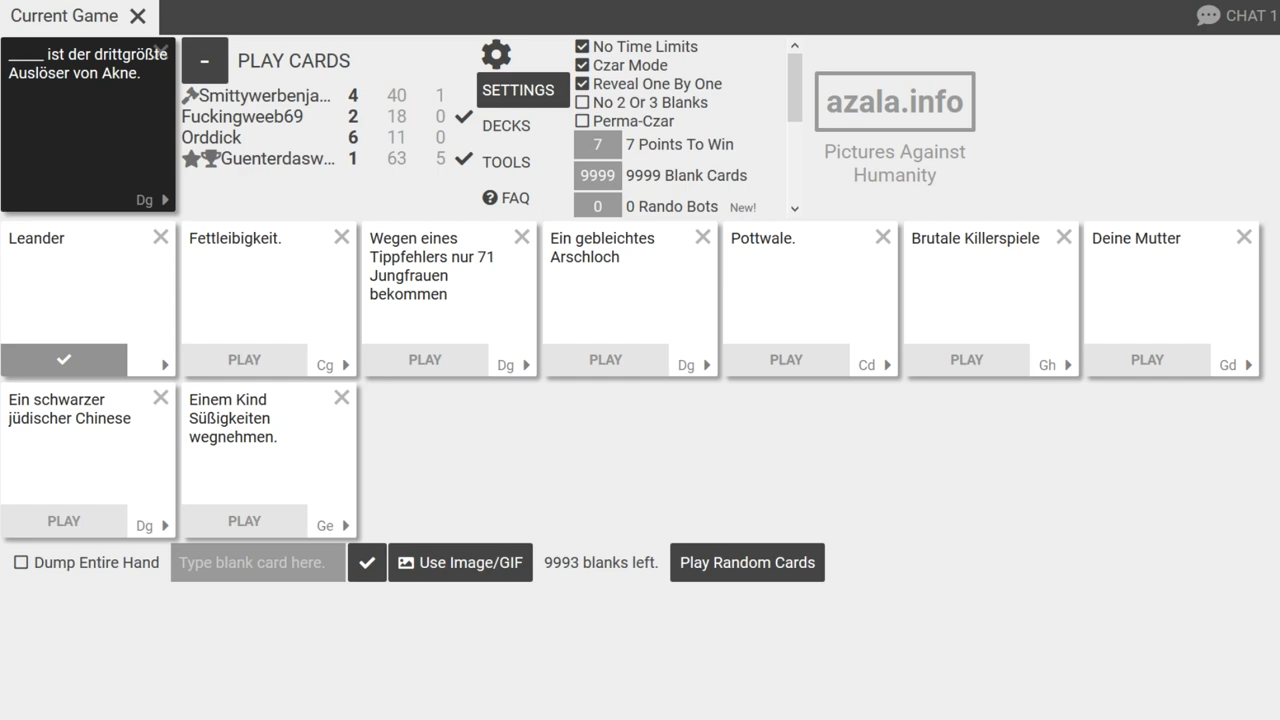 Current Game
CHAT 1
_____ ist der drittgrößte
Auslöser von Akne.
Dg
-
PLAY CARDS
Smittywerbenja... 4 40 1
Fuckingweeb69 2 18 0
Orddick 6 11 0
Guenterdasw... 1 63 5
SETTINGS
DECKS
TOOLS
FAQ
No Time Limits
Czar Mode
Reveal One By One
No 2 Or 3 Blanks
Perma-Czar
7 7 Points To Win
9999 9999 Blank Cards
0 0 Rando Bots New!
azala.info
Pictures Against
Humanity
Leander
Fettleibigkeit.
PLAY
Cg
Wegen eines
Tippfehlers nur 71
Jungfrauen
bekommen
PLAY
Dg
Ein gebleichtes
Arschloch
PLAY
Dg
Pottwale.
PLAY
Cd
Brutale Killerspiele
PLAY
Gh
Deine Mutter
PLAY
Gd
Ein schwarzer
jüdischer Chinese
PLAY
Dg
Einem Kind
Süßigkeiten
wegnehmen.
PLAY
Ge
Dump Entire Hand
Type blank card here.
Use Image/GIF
9993 blanks left.
Play Random Cards